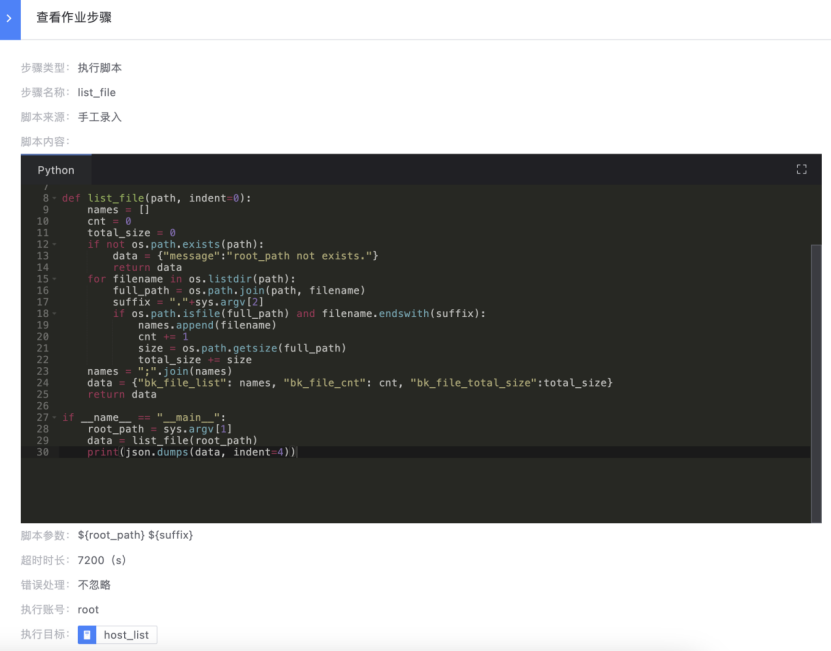 查看作业步骤
步骤类型: 执行脚本
步骤名称: list_file
脚本来源: 手工录入
脚本内容:
Python
7
8 def list_file(path, indent=0):
9     names = []
10     cnt = 0
11     total_size = 0
12     if not os.path.exists(path):
13         data = {"message":"root_path not exists."}
14         return data
15     for filename in os.listdir(path):
16         full_path = os.path.join(path, filename)
17         suffix = "."+sys.argv[2]
18         if os.path.isfile(full_path) and filename.endswith(suffix):
19             names.append(filename)
20             cnt += 1
21             size = os.path.getsize(full_path)
22             total_size += size
23     names = ";".join(names)
24     data = {"bk_file_list": names, "bk_file_cnt": cnt, "bk_file_total_size":total_size}
25     return data
26
27 if __name__ == "__main__":
28     root_path = sys.argv[1]
29     data = list_file(root_path)
30     print(json.dumps(data, indent=4))
脚本参数: ${root_path} ${suffix}
超时时长: 7200（s）
错误处理: 不忽略
执行账号: root
执行目标: host_list